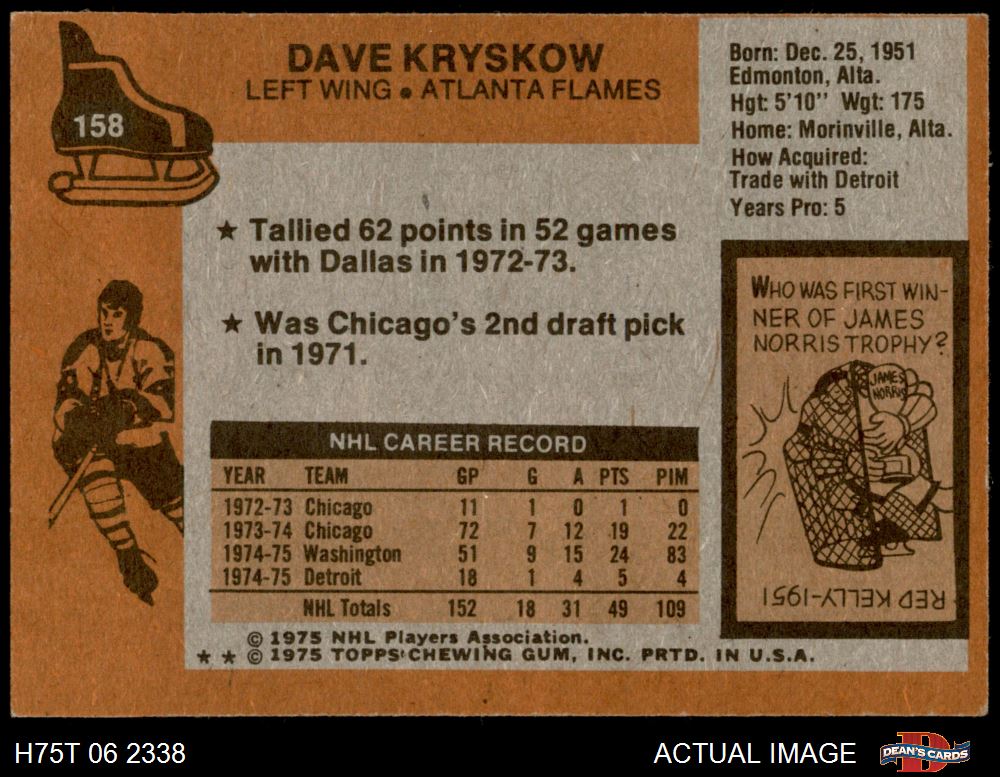 158
DAVE KRYSKOW
LEFT WING • ATLANTA FLAMES
Born: Dec. 25, 1951
Edmonton, Alta.
Hgt: 5'10" Wgt: 175
Home: Morinville, Alta.
How Acquired:
Trade with Detroit
Years Pro: 5
★ Tallied 62 points in 52 games
with Dallas in 1972-73.
★ Was Chicago's 2nd draft pick
in 1971.
WHO WAS FIRST WIN-
NER OF JAMES
NORRIS TROPHY?
JAMES
NORRIS
RED KELLY-1951
NHL CAREER RECORD
YEAR TEAM GP G A PTS PIM
1972-73 Chicago 11 1 0 1 0
1973-74 Chicago 72 7 12 19 22
1974-75 Washington 51 9 15 24 83
1974-75 Detroit 18 1 4 5 4
NHL Totals 152 18 31 49 109
© 1975 NHL Players Association.
★ ★ © 1975 TOPPS CHEWING GUM, INC. PRTD. IN U.S.A.
H75T 06 2338
ACTUAL IMAGE
DEAN'S CARDS